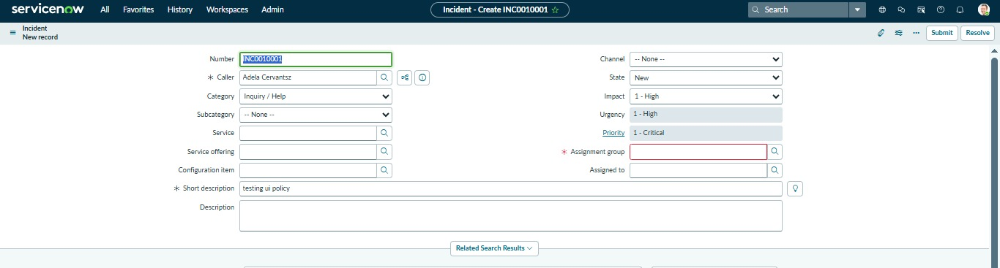 servicenow All Favorites History Workspaces Admin Incident - Create INC0010001 Search
Incident
New record
Submit Resolve
Number INC0010001 Channel -- None --
Caller Adela Cervantsz State New
Category Inquiry / Help Impact 1 - High
Subcategory -- None -- Urgency 1 - High
Service Priority 1 - Critical
Service offering Assignment group
Configuration item Assigned to
Short description testing ui policy
Description
Related Search Results